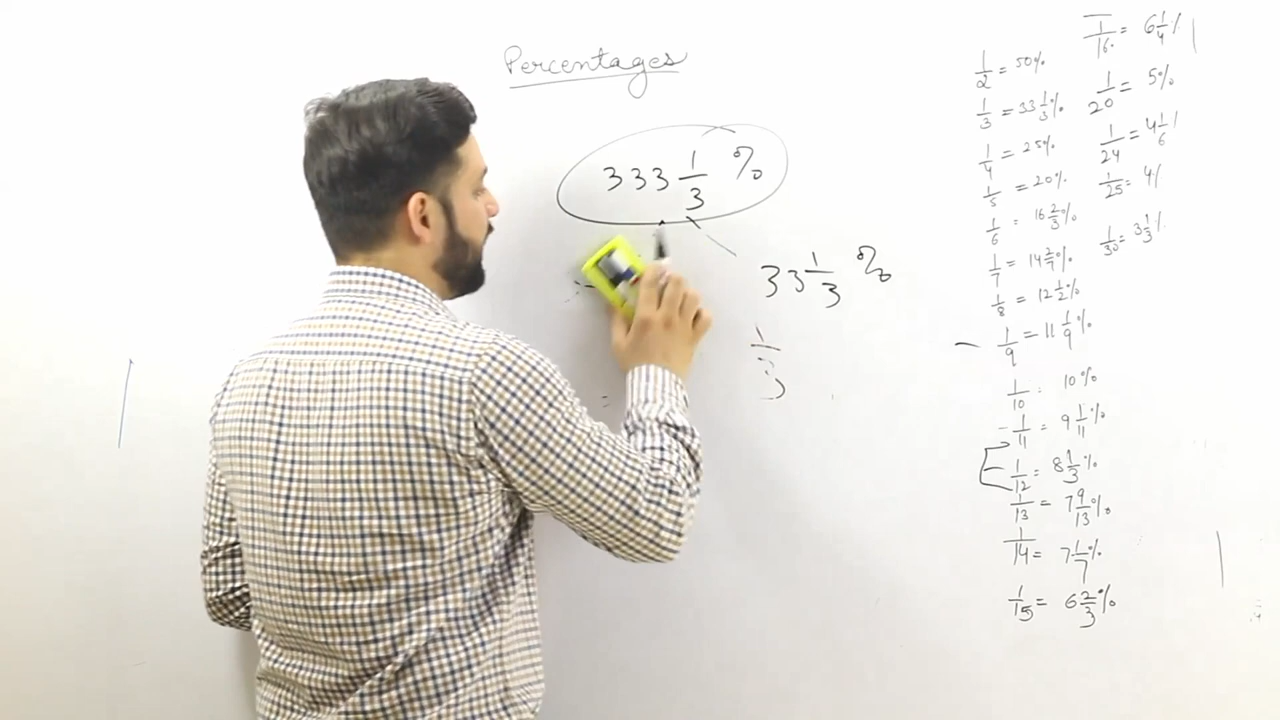 Percentages
333 1/3 %
33 1/3 %
1/3
1/2 = 50%
1/3 = 33 1/3%
1/4 = 25%
1/5 = 20%
1/6 = 16 2/3%
1/7 = 14 2/7%
1/8 = 12 1/2%
1/9 = 11 1/9%
1/10 = 10%
1/11 = 9 1/11%
1/12 = 8 1/3%
1/13 = 7 9/13%
1/14 = 7 1/7%
1/15 = 6 2/3%
1/16 = 6 1/4%
1/20 = 5%
1/24 = 4 1/6
1/25 = 4%
1/30 = 3 1/3%